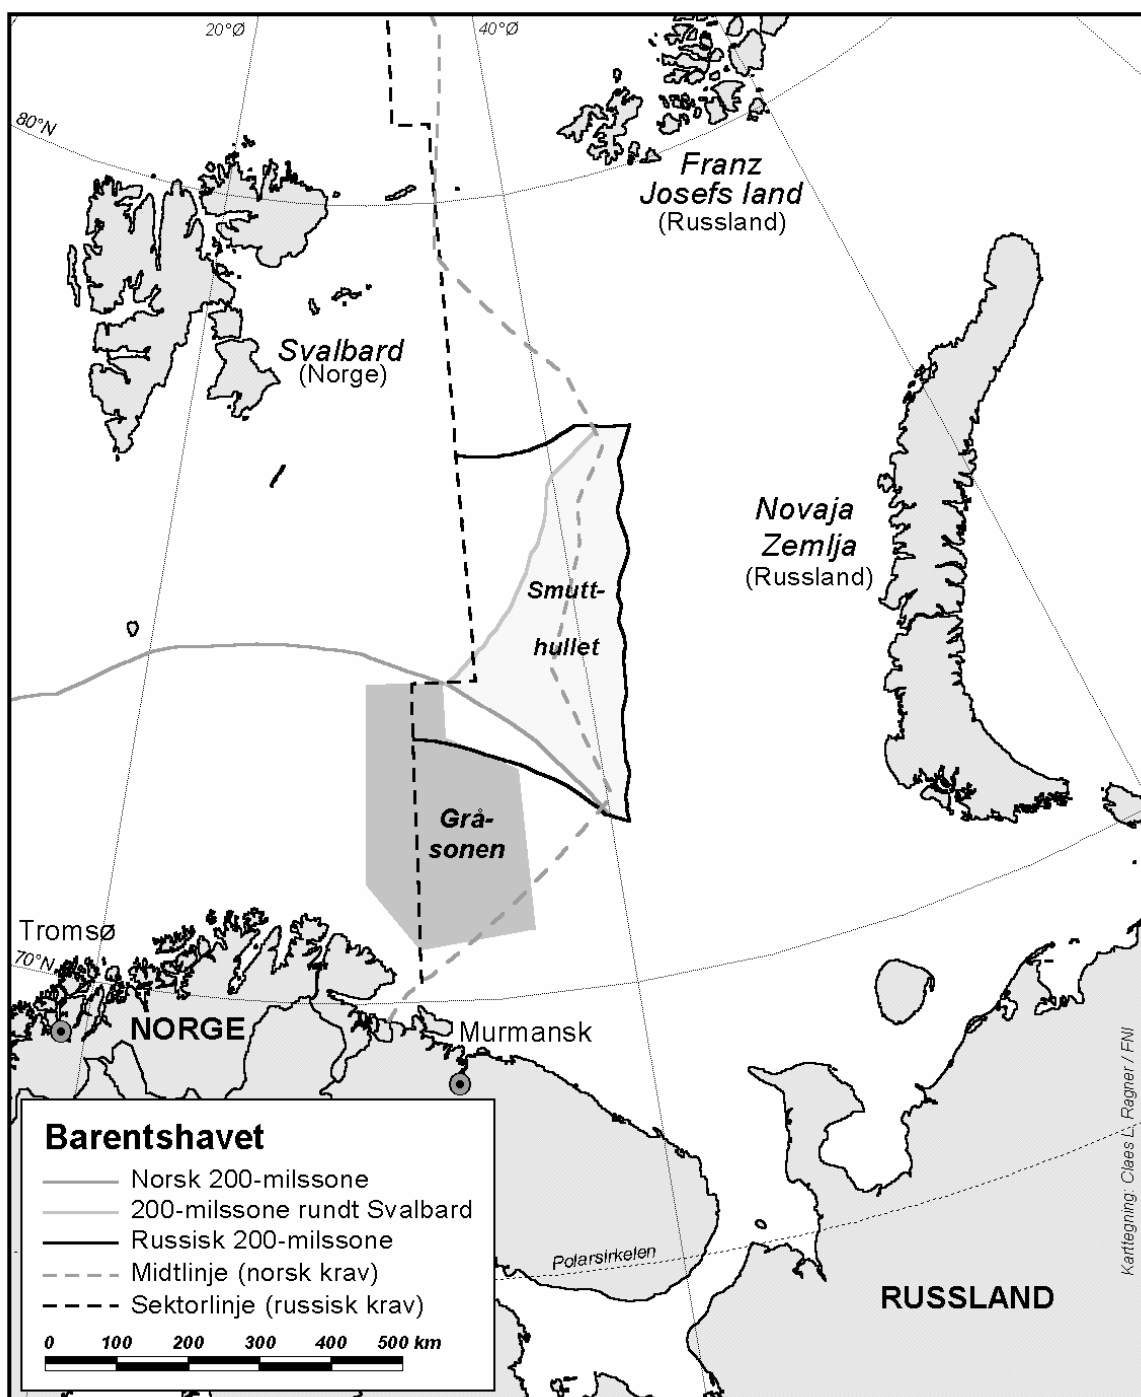 20°Ø
40°Ø
80°N
Franz
Josefs land
(Russland)
Svalbard
(Norge)
Novaja
Zemlja
(Russland)
Smutt-
hullet
Grå-
sonen
Tromsø
70°N
NORGE
Murmansk
Barentshavet
Norsk 200-milssone
200-milssone rundt Svalbard
Russisk 200-milssone
Midtlinje (norsk krav)
Sektorlinje (russisk krav)
0 100 200 300 400 500 km
Polarsirkelen
RUSSLAND
Karttegning: Claes L. Ragner / FNI